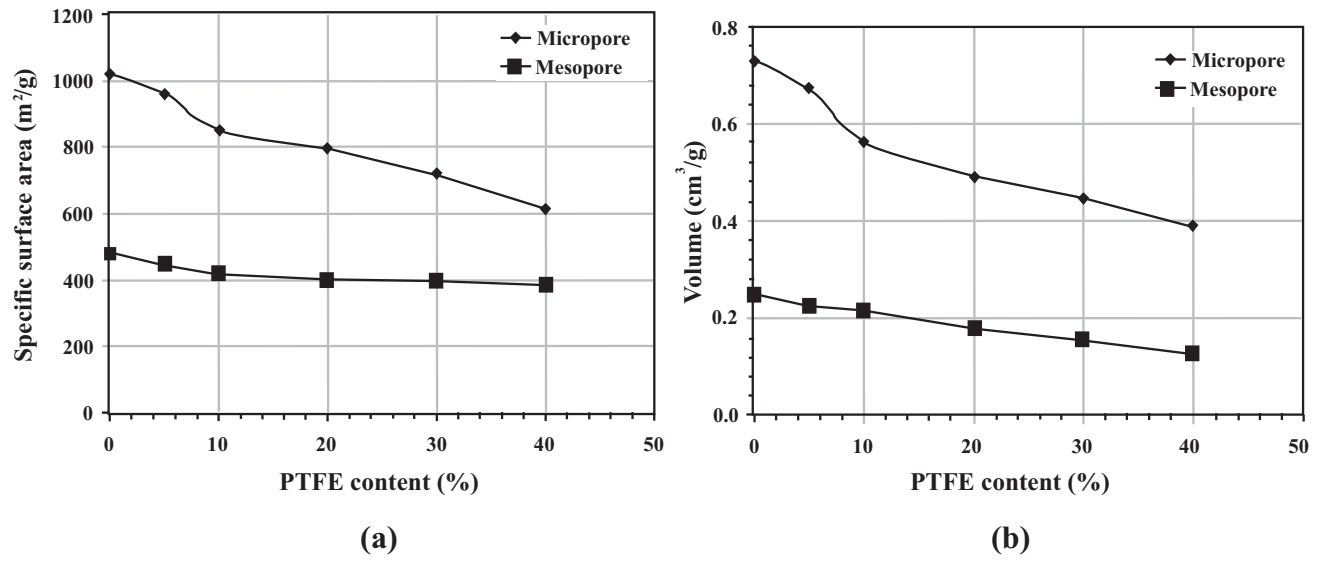 1200
1000
800
600
400
200
0
Specific surface area (m²/g)
Micropore
Mesopore
0 10 20 30 40 50
PTFE content (%)
(a)
0.8
0.6
0.4
0.2
0.0
Volume (cm³/g)
Micropore
Mesopore
0 10 20 30 40 50
PTFE content (%)
(b)